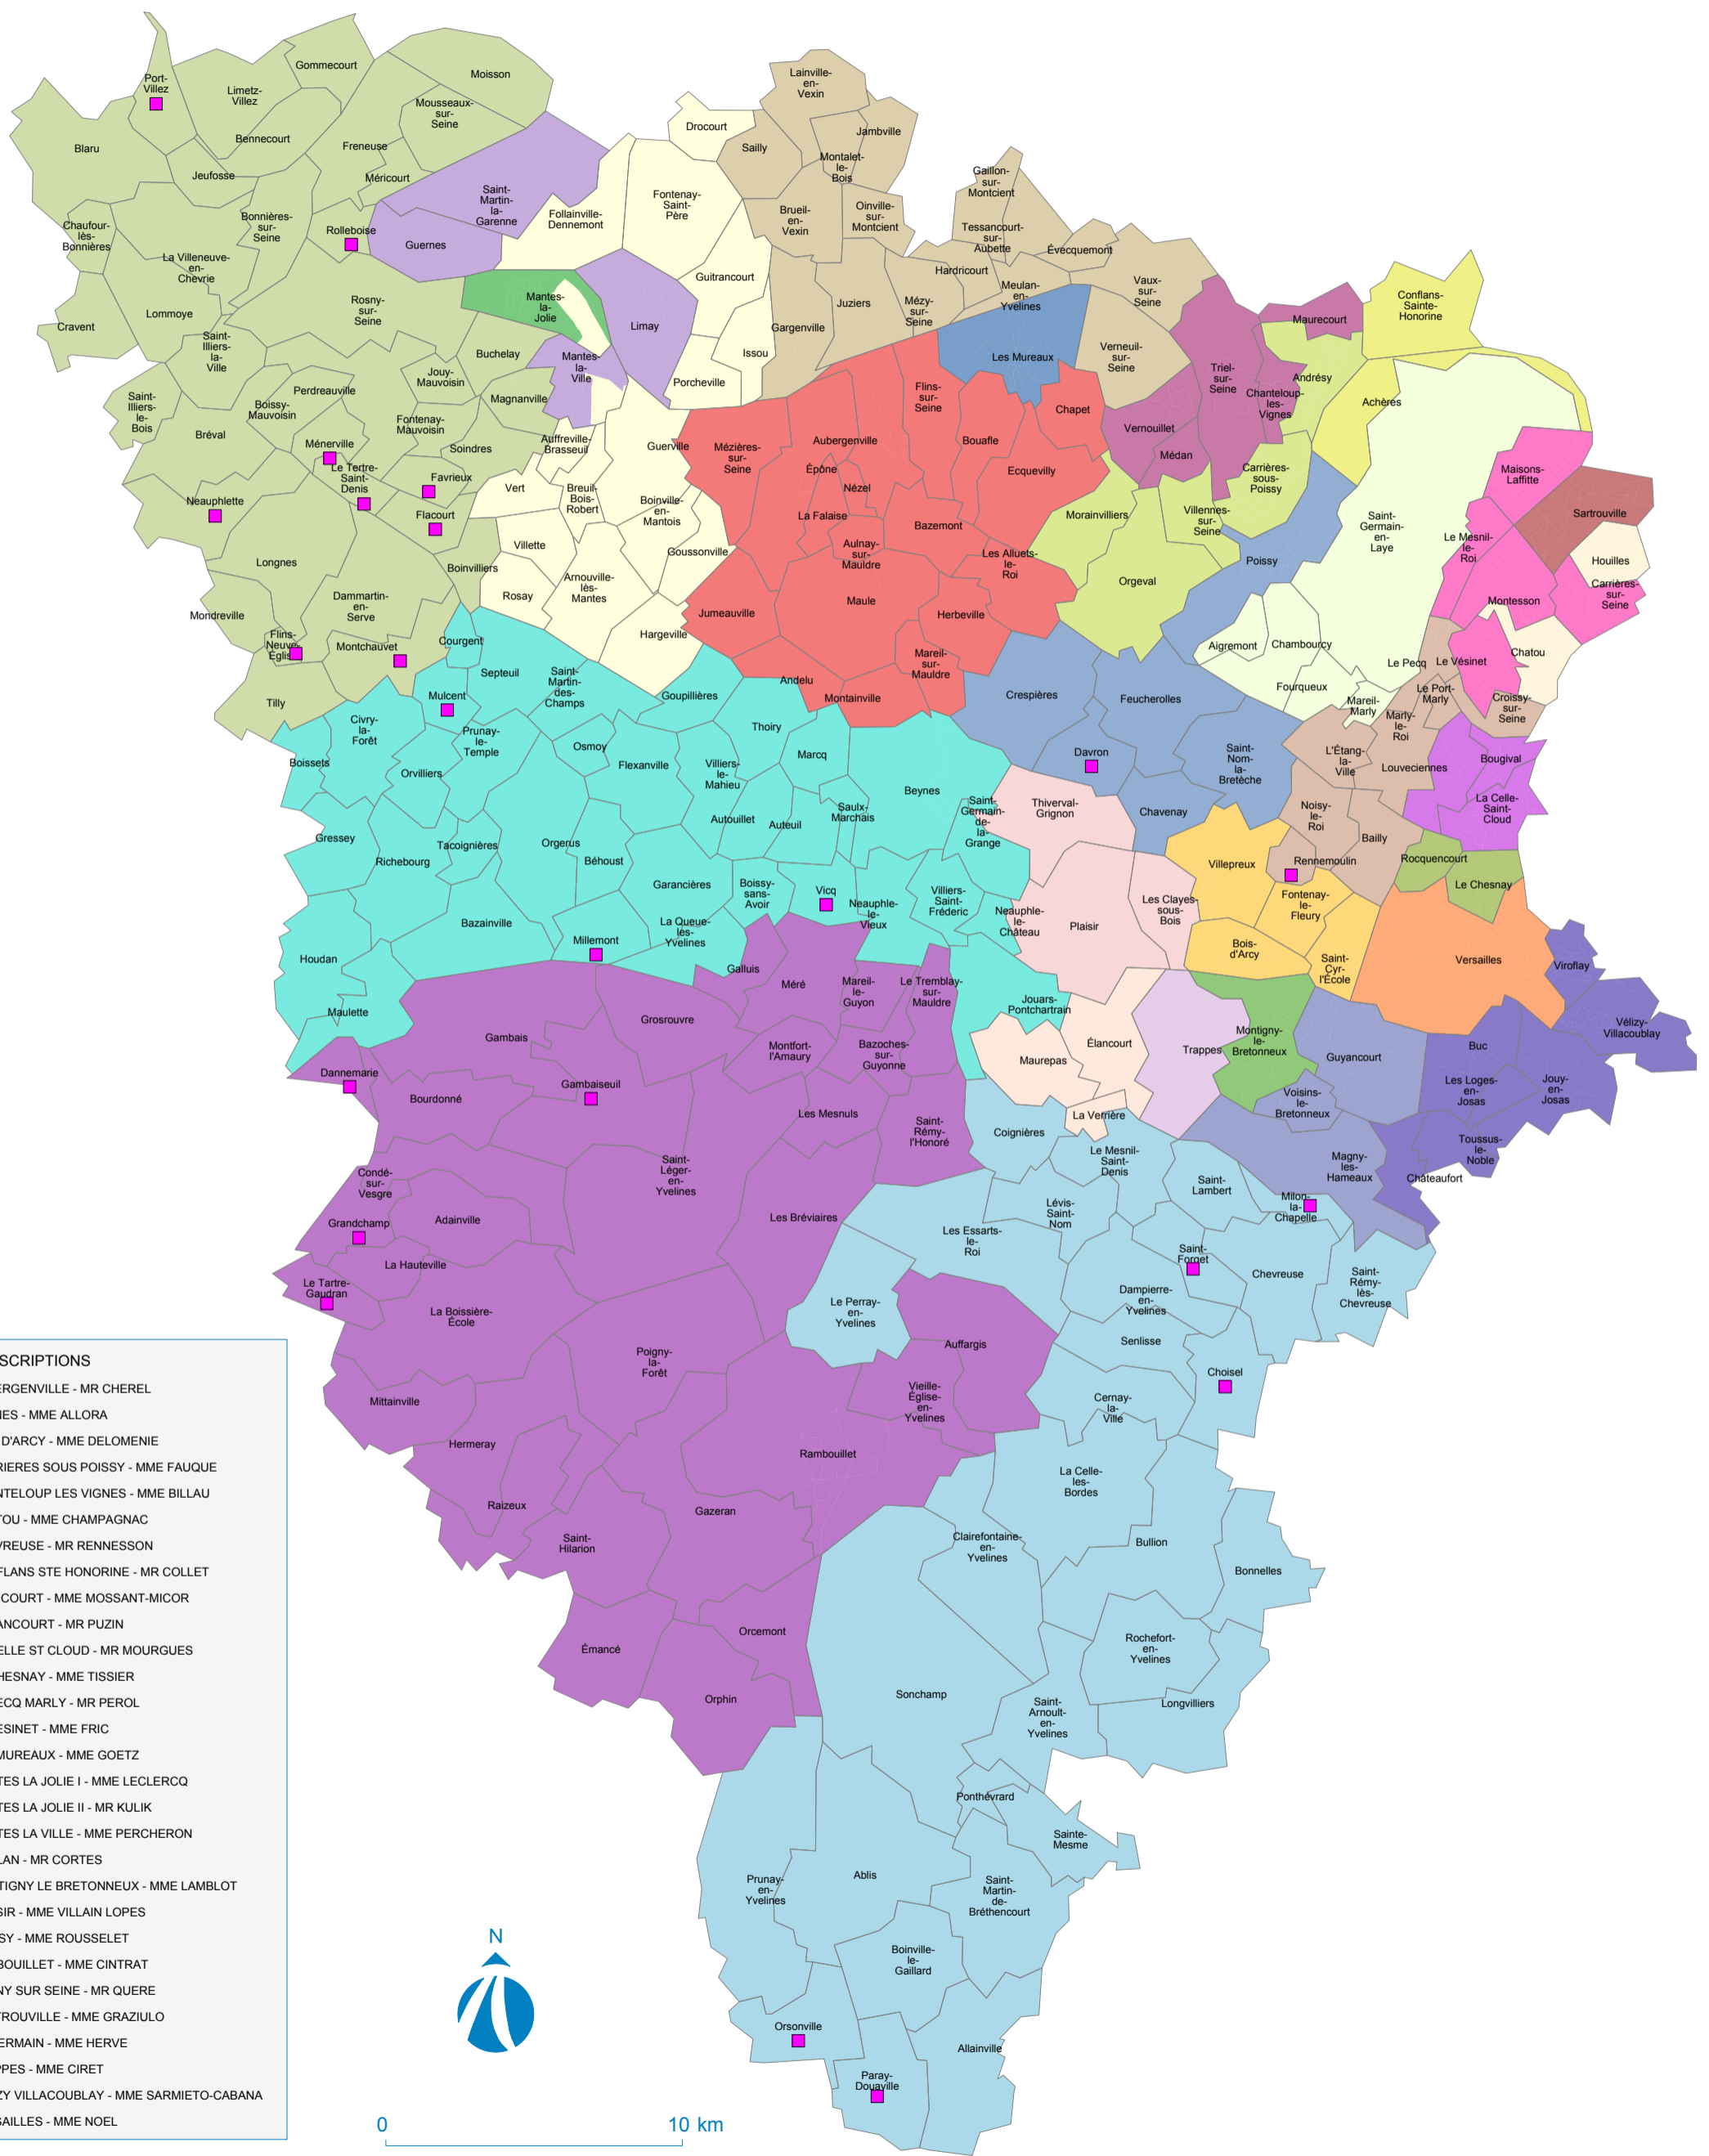 Port-
Villez
Limetz-
Villez
Gommecourt
Moisson
Mousseaux-
sur-
Seine
Bennecourt
Blaru
Jeufosse
Freneuse
Méricourt
Chaufour-
lès-
Bonnières
Bonnières-
sur-
Seine
Rolleboise
La Villeneuve-
en-
Chevrie
Cravent
Lommoye
Saint-
Illiers-
la-
Ville
Rosny-
sur-
Seine
Saint-
Martin-
la-
Garenne
Guernes
Follainville-
Dennemont
Fontenay-
Saint-
Père
Drocourt
Sailly
Lainville-
en-
Vexin
Jambville
Montalet-
le-
Bois
Brueil-
en-
Vexin
Oinville-
sur-
Montcient
Gaillon-
sur-
Montcient
Tessancourt-
sur-
Aubette
Évecquemont
Hardricourt
Meulan-
en-
Yvelines
Vaux-
sur-
Seine
Guitrancourt
Mantes-
la-
Jolie
Limay
Gargenville
Juziers
Mézy-
sur-
Seine
Issou
Porcheville
Les Mureaux
Verneuil-
sur-
Seine
Triel-
sur-
Seine
Maurecourt
Conflans-
Sainte-
Honorine
Andrésy
Chanteloup-
les-
Vignes
Achères
Buchelay
Mantes-
la-
Ville
Magnanville
Jouy-
Mauvoisin
Perdreauville
Boissy-
Mauvoisin
Saint-
Illiers-
le-
Bois
Bréval
Fontenay-
Mauvoisin
Ménerville
Soindres
Auffreville-
Brasseuil
Le Tertre-
Saint-
Denis
Favrieux
Flacourt
Neauphlette
Vert
Breuil-
Bois-
Robert
Guerville
Boinville-
en-
Mantois
Mézières-
sur-
Seine
Aubergenville
Épône
Nézel
La Falaise
Flins-
sur-
Seine
Bouafle
Chapet
Ecquevilly
Bazemont
Aulnay-
sur-
Mauldre
Les Alluets-
le-
Roi
Vernouillet
Médan
Morainvilliers
Villennes-
sur-
Seine
Carrières-
sous-
Poissy
Orgeval
Poissy
Saint-
Germain-
en-
Laye
Maisons-
Laffitte
Sartrouville
Le Mesnil-
le-
Roi
Houilles
Carrières-
sur-
Seine
Montesson
Longnes
Villette
Goussonville
Boinvilliers
Rosay
Arnouville-
lès-
Mantes
Dammartin-
en-
Serve
Mondreville
Flins-
Neuve-
Église
Montchauvet
Courgent
Hargeville
Jumeauville
Maule
Herbeville
Mareil-
sur-
Mauldre
Andelu
Montainville
Tilly
Mulcent
Septeuil
Saint-
Martin-
des-
Champs
Goupillières
Crespières
Feucherolles
Aigremont
Chambourcy
Fourqueux
Mareil-
Marly
Le Pecq
Le Vésinet
Chatou
Le Port-
Marly
Croissy-
sur-
Seine
Marly-
le-
Roi
L'Étang-
la-
Ville
Louveciennes
Bougival
La Celle-
Saint-
Cloud
Civry-
la-
Forêt
Boissets
Prunay-
le-
Temple
Orvilliers
Osmoy
Flexanville
Thoiry
Marcq
Villiers-
le-
Mahieu
Davron
Saint-
Nom-
la-
Bretèche
Beynes
Chavenay
Thiverval-
Grignon
Saint-
Germain-
de-
la-
Grange
Saulx-
Marchais
Autouillet
Auteuil
Gressey
Richebourg
Tacoignières
Orgerus
Béhoust
Garancières
Boissy-
sans-
Avoir
Vicq
Neauphle-
le-
Vieux
Villiers-
Saint-
Fréderic
Neauphle-
le-
Château
Plaisir
Les Clayes-
sous-
Bois
Villepreux
Noisy-
le-
Roi
Bailly
Rennemoulin
Fontenay-
le-
Fleury
Rocquencourt
Le Chesnay
Bois-
d'Arcy
Saint-
Cyr-
l'École
Versailles
Viroflay
Vélizy-
Villacoublay
Bazainville
Millemont
La Queue-
lès-
Yvelines
Galluis
Houdan
Maulette
Méré
Mareil-
le-
Guyon
Le Tremblay-
sur-
Mauldre
Jouars-
Pontchartrain
Gambais
Grosrouvre
Montfort-
l'Amaury
Bazoches-
sur-
Guyonne
Maurepas
Élancourt
Trappes
Montigny-
le-
Bretonneux
Guyancourt
Buc
Les Loges-
en-
Josas
Jouy-
en-
Josas
Dannemarie
Bourdonné
Gambaiseuil
Les Mesnuls
Saint-
Rémy-
l'Honoré
La Verrière
Coignières
Voisins-
le-
Bretonneux
Toussus-
le-
Noble
Châteaufort
Magny-
les-
Hameaux
Le Mesnil-
Saint-
Denis
Saint-
Lambert
Milon-
la-
Chapelle
Condé-
sur-
Vesgre
Saint-
Léger-
en-
Yvelines
Grandchamp
Adainville
Les Bréviaires
Lévis-
Saint-
Nom
Les Essarts-
le-
Roi
Saint-
Forget
Chevreuse
Saint-
Rémy-
lès-
Chevreuse
La Hauteville
Le Tartre-
Gaudran
La Boissière-
École
Le Perray-
en-
Yvelines
Dampierre-
en-
Yvelines
Senlisse
Auffargis
Choisel
Poigny-
la-
Forêt
Mittainville
Vieille-
Église-
en-
Yvelines
Cernay-
la-
Ville
Hermeray
Rambouillet
La Celle-
les-
Bordes
Raizeux
Gazeran
Saint-
Hilarion
Clairefontaine-
en-
Yvelines
Bullion
Bonnelles
Émancé
Orcemont
Orphin
Rochefort-
en-
Yvelines
Sonchamp
Longvilliers
Saint-
Arnoult-
en-
Yvelines
Ponthévrard
Sainte-
Mesme
Prunay-
en-
Yvelines
Ablis
Saint-
Martin-
de-
Bréthencourt
Boinville-
le-
Gaillard
Orsonville
Allainville
Paray-
Douaville
SCRIPTIONS
ERGENVILLE - MR CHEREL
NES - MME ALLORA
D'ARCY - MME DELOMENIE
RIERES SOUS POISSY - MME FAUQUE
NTELOUP LES VIGNES - MME BILLAU
TOU - MME CHAMPAGNAC
VREUSE - MR RENNESSON
FLANS STE HONORINE - MR COLLET
COURT - MME MOSSANT-MICOR
ANCOURT - MR PUZIN
ELLE ST CLOUD - MR MOURGUES
HESNAY - MME TISSIER
ECQ MARLY - MR PEROL
ESINET - MME FRIC
MUREAUX - MME GOETZ
TES LA JOLIE I - MME LECLERCQ
TES LA JOLIE II - MR KULIK
TES LA VILLE - MME PERCHERON
LAN - MR CORTES
TIGNY LE BRETONNEUX - MME LAMBLOT
SIR - MME VILLAIN LOPES
SY - MME ROUSSELET
BOUILLET - MME CINTRAT
NY SUR SEINE - MR QUERE
TROUVILLE - MME GRAZIULO
ERMAIN - MME HERVE
PPES - MME CIRET
ZY VILLACOUBLAY - MME SARMIETO-CABANA
SAILLES - MME NOEL
N
0 10 km